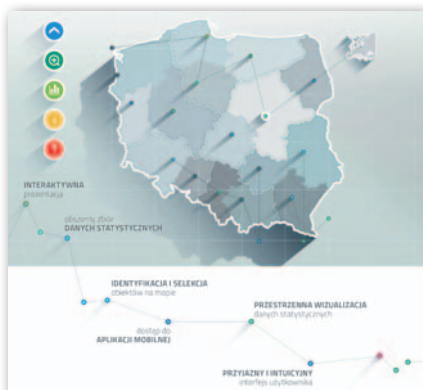 INTERAKTYWNA
prezentacja
obszerny zbiór
DANYCH STATYSTYCZNYCH
IDENTYFIKACJA I SELEKCJA
obiektów na mapie
PRZESTRZENNA WIZUALIZACJA
danych statystycznych
dostęp do
APLIKACJI MOBILNEJ
PRZYJAZNY I INTUICYJNY
interfejs użytkownika